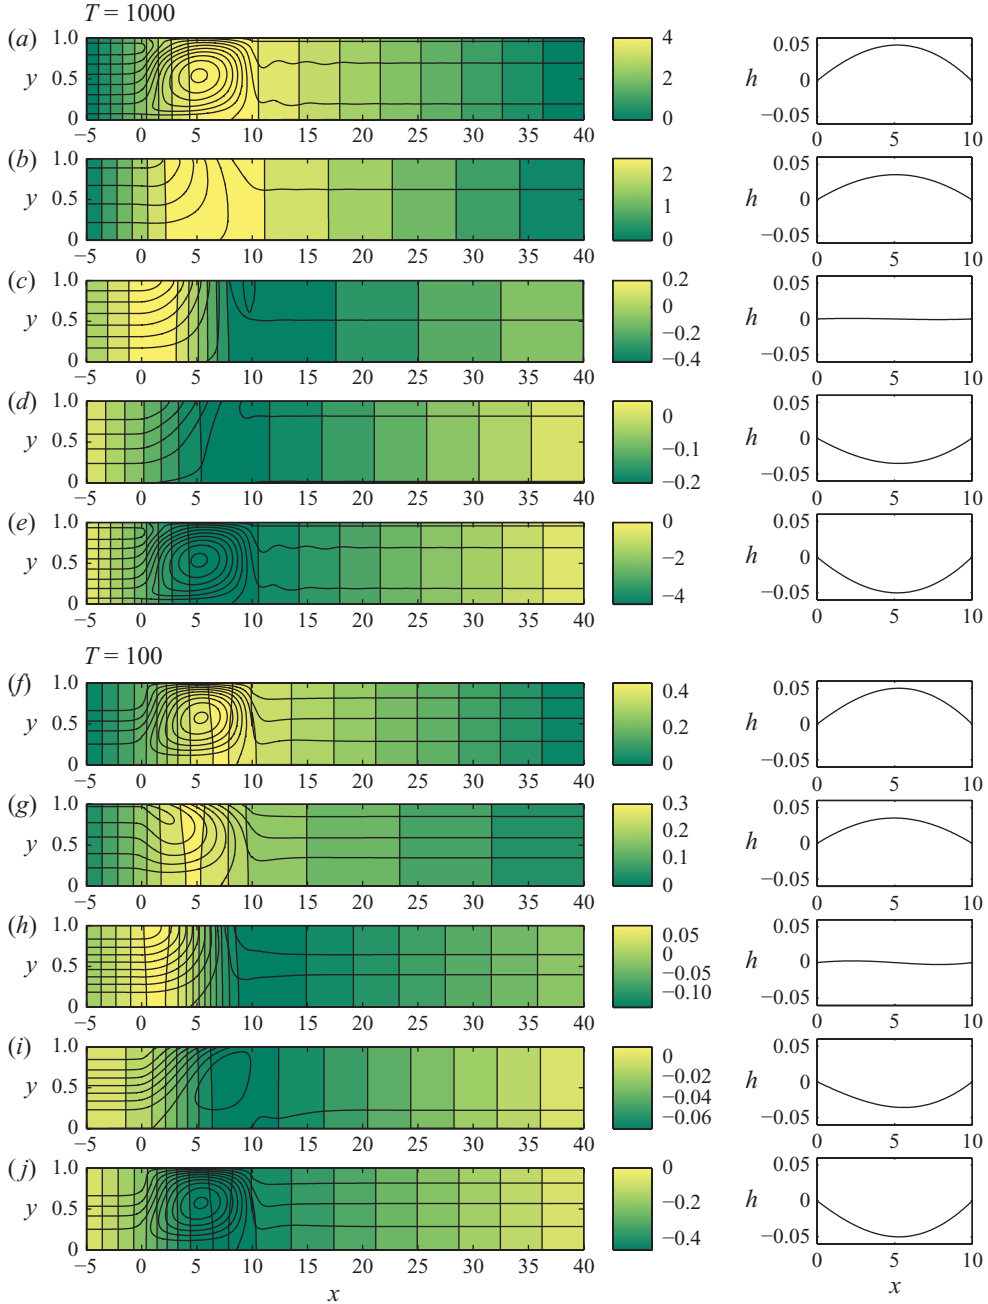 T = 1000
(a) y 1.0 0.5 0 −5 0 5 10 15 20 25 30 35 40 4 2 0 h 0.05 0 −0.05 0 5 10
(b) y 1.0 0.5 0 −5 0 5 10 15 20 25 30 35 40 2 1 0 h 0.05 0 −0.05 0 5 10
(c) y 1.0 0.5 0 −5 0 5 10 15 20 25 30 35 40 0.2 0 −0.2 −0.4 h 0.05 0 −0.05 0 5 10
(d) y 1.0 0.5 0 −5 0 5 10 15 20 25 30 35 40 0 −0.1 −0.2 h 0.05 0 −0.05 0 5 10
(e) y 1.0 0.5 0 −5 0 5 10 15 20 25 30 35 40 0 −2 −4 h 0.05 0 −0.05 0 5 10
T = 100
(f) y 1.0 0.5 0 −5 0 5 10 15 20 25 30 35 40 0.4 0.2 0 h 0.05 0 −0.05 0 5 10
(g) y 1.0 0.5 0 −5 0 5 10 15 20 25 30 35 40 0.3 0.2 0.1 0 h 0.05 0 −0.05 0 5 10
(h) y 1.0 0.5 0 −5 0 5 10 15 20 25 30 35 40 0.05 0 −0.05 −0.10 h 0.05 0 −0.05 0 5 10
(i) y 1.0 0.5 0 −5 0 5 10 15 20 25 30 35 40 0 −0.02 −0.04 −0.06 h 0.05 0 −0.05 0 5 10
(j) y 1.0 0.5 0 −5 0 5 10 15 20 25 30 35 40 0 −0.2 −0.4 h 0.05 0 −0.05 0 5 10
x x